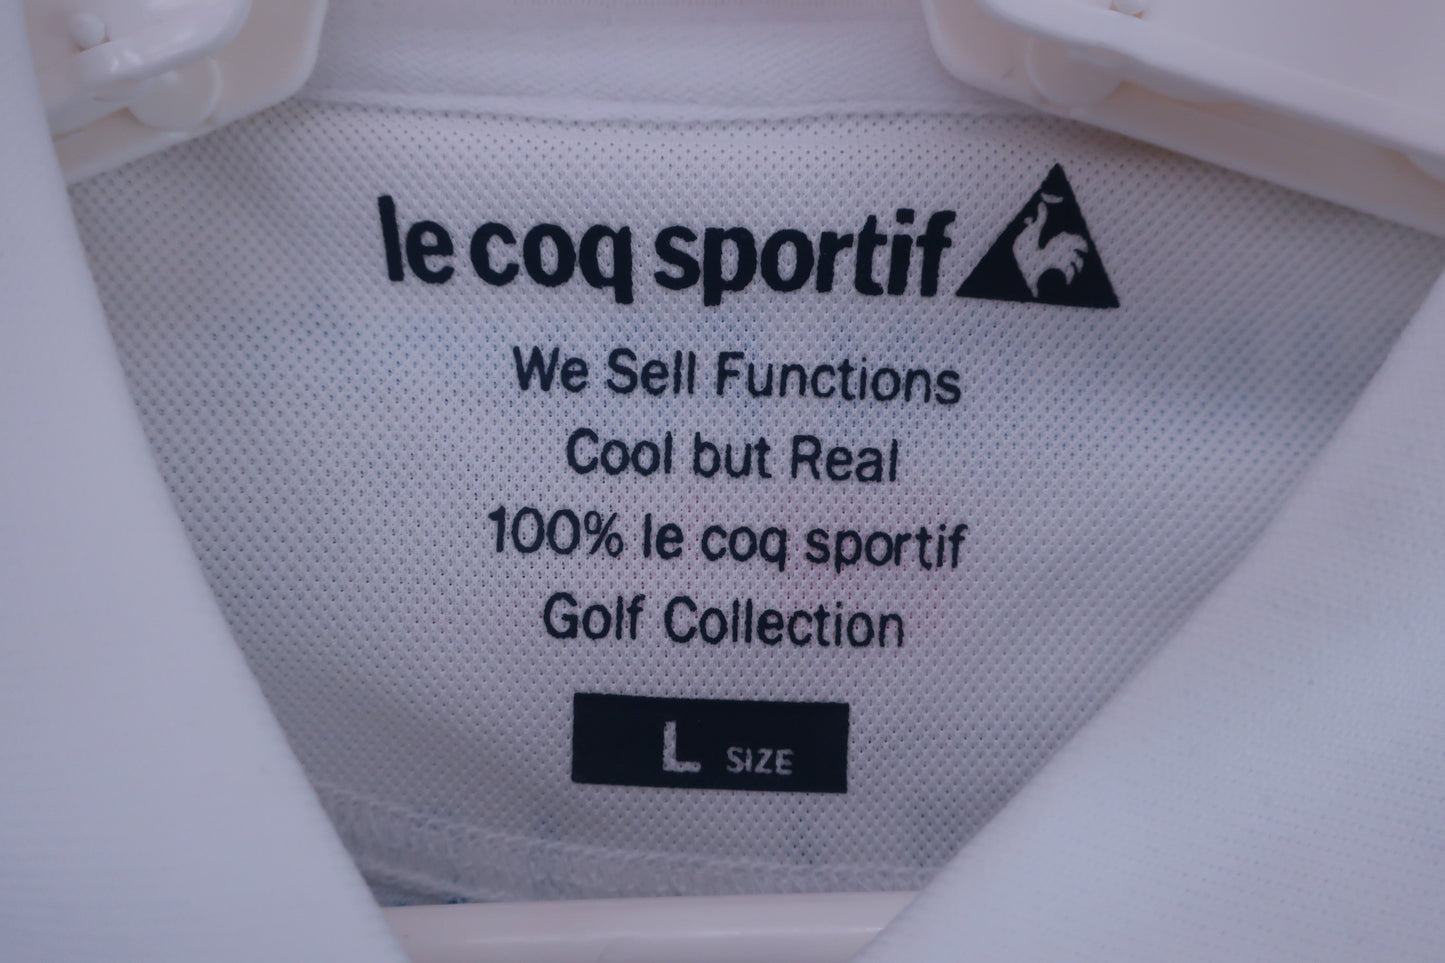 le coq sportif
We Sell Functions
Cool but Real
100% le coq sportif
Golf Collection
L SIZE